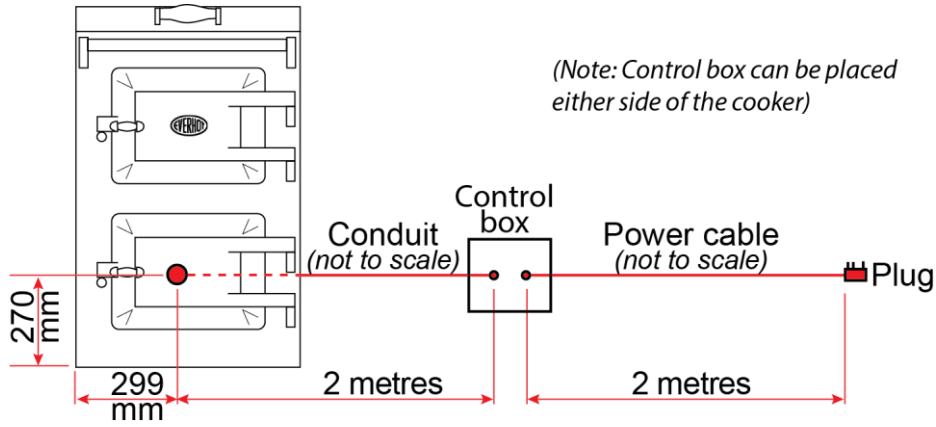 (Note: Control box can be placed
either side of the cooker)
EVERHOT
Control
box
Conduit
(not to scale)
Power cable
(not to scale)
Plug
270
mm
299
mm
2 metres
2 metres